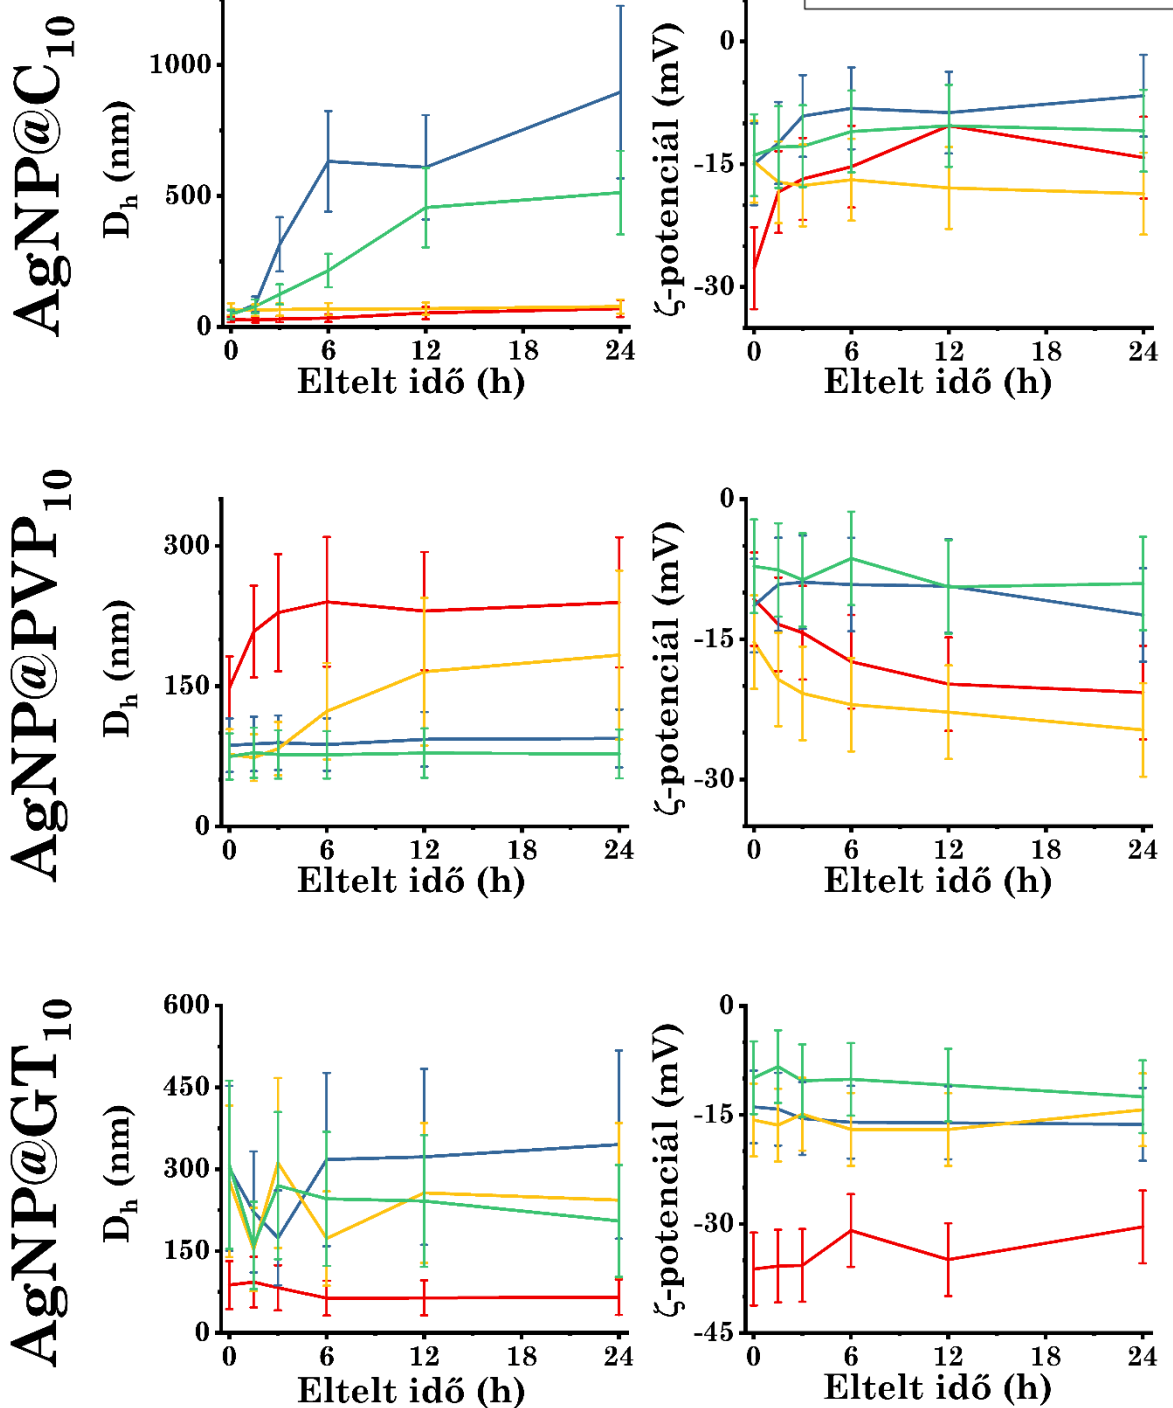 AgNP@C10
D_h (nm)
1000
500
0
0 6 12 18 24
Eltelt idő (h)
ζ-potenciál (mV)
0
-15
-30
0 6 12 18 24
Eltelt idő (h)
AgNP@PVP10
D_h (nm)
300
150
0
0 6 12 18 24
Eltelt idő (h)
ζ-potenciál (mV)
0
-15
-30
0 6 12 18 24
Eltelt idő (h)
AgNP@GT10
D_h (nm)
600
450
300
150
0
0 6 12 18 24
Eltelt idő (h)
ζ-potenciál (mV)
0
-15
-30
-45
0 6 12 18 24
Eltelt idő (h)